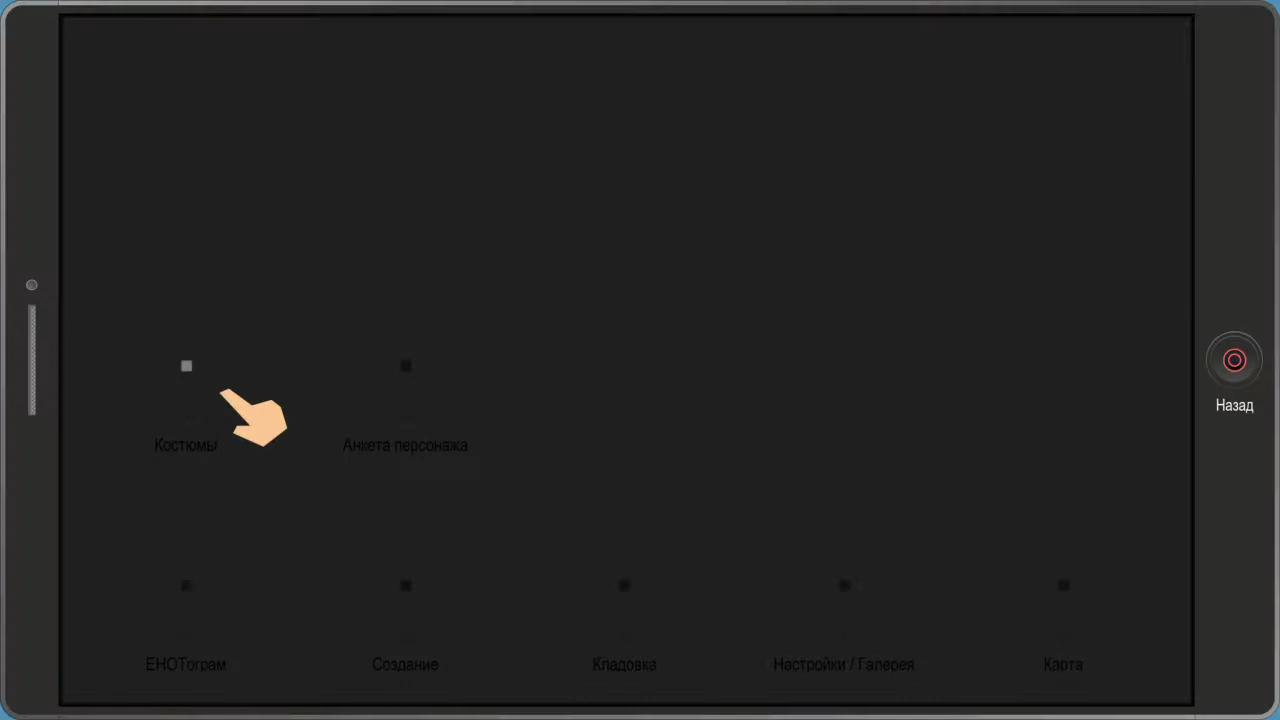 Назад
Костюмы
Анкета персонажа
ЕНОТограм
Создание
Кладовка
Настройки / Галерея
Карта